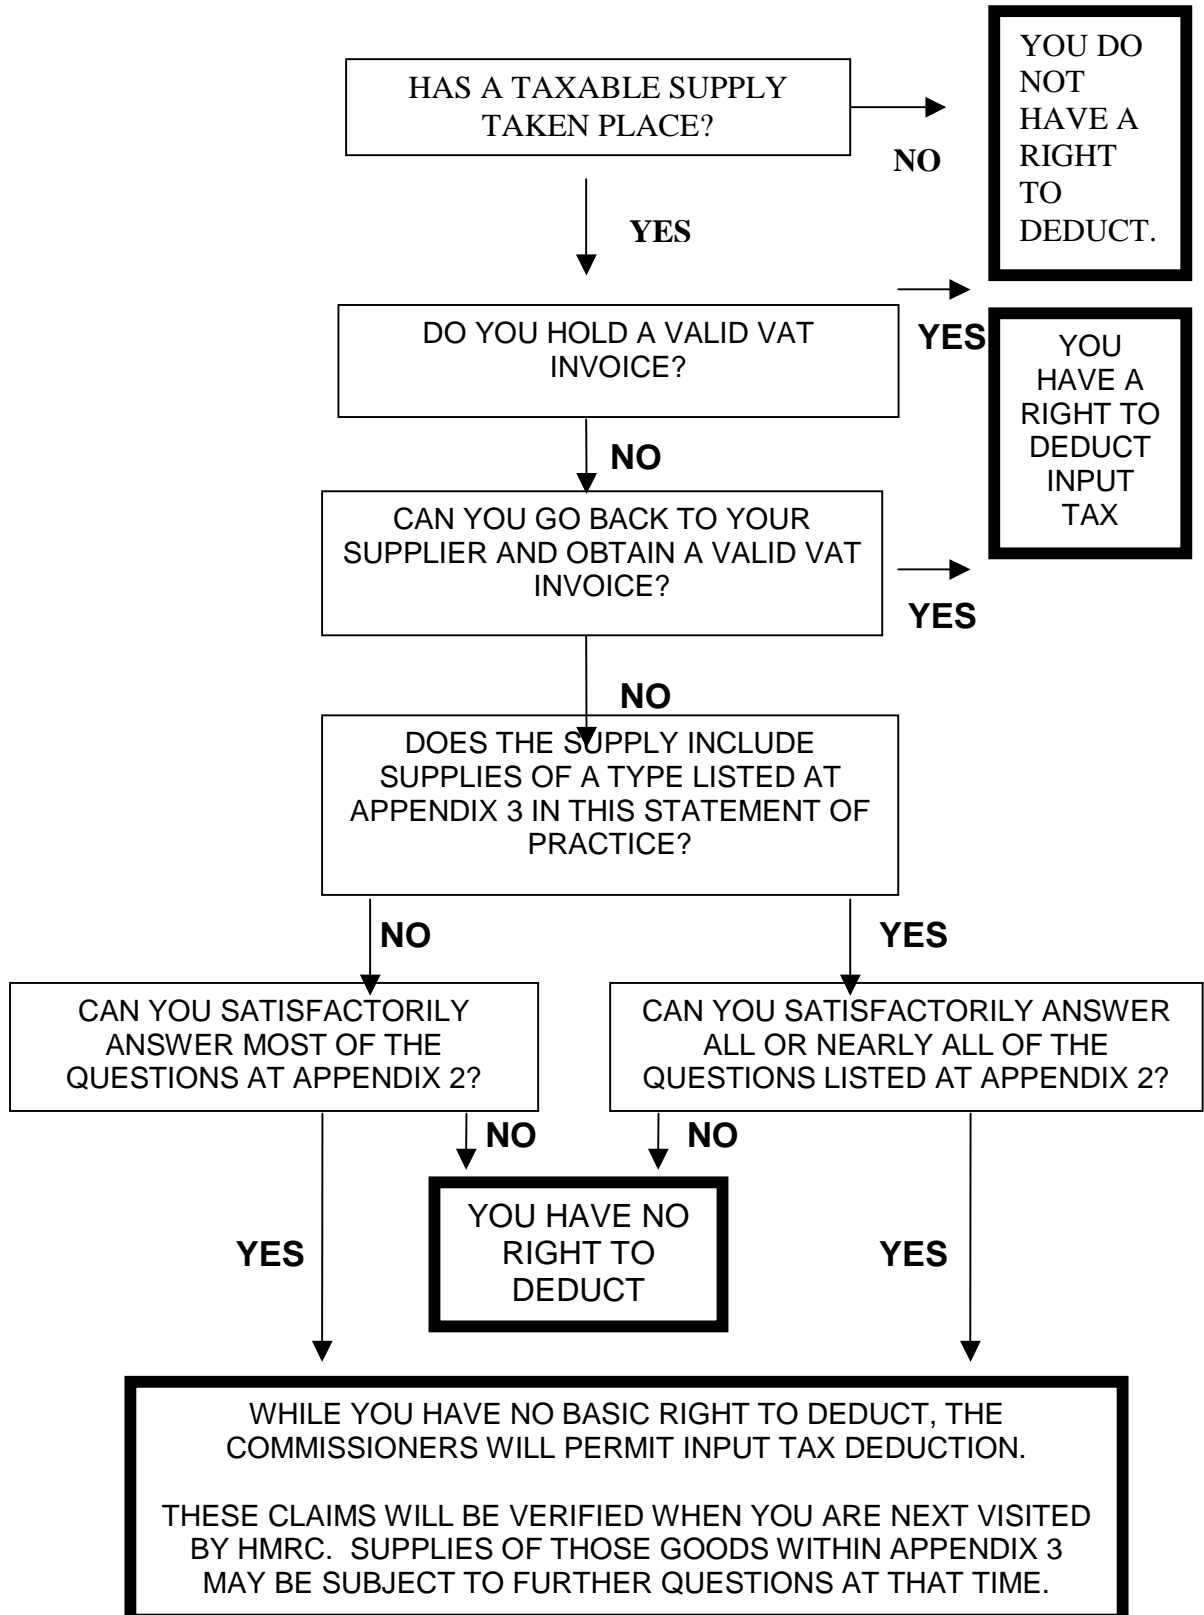 HAS A TAXABLE SUPPLY
TAKEN PLACE?
NO
YOU DO
NOT
HAVE A
RIGHT
TO
DEDUCT.
YES
DO YOU HOLD A VALID VAT
INVOICE?
YES
YOU
HAVE A
RIGHT TO
DEDUCT
INPUT
TAX
NO
CAN YOU GO BACK TO YOUR
SUPPLIER AND OBTAIN A VALID VAT
INVOICE?
YES
NO
DOES THE SUPPLY INCLUDE
SUPPLIES OF A TYPE LISTED AT
APPENDIX 3 IN THIS STATEMENT OF
PRACTICE?
NO
YES
CAN YOU SATISFACTORILY
ANSWER MOST OF THE
QUESTIONS AT APPENDIX 2?
CAN YOU SATISFACTORILY ANSWER
ALL OR NEARLY ALL OF THE
QUESTIONS LISTED AT APPENDIX 2?
NO
NO
YOU HAVE NO
RIGHT TO
DEDUCT
YES
YES
WHILE YOU HAVE NO BASIC RIGHT TO DEDUCT, THE
COMMISSIONERS WILL PERMIT INPUT TAX DEDUCTION.
THESE CLAIMS WILL BE VERIFIED WHEN YOU ARE NEXT VISITED
BY HMRC.  SUPPLIES OF THOSE GOODS WITHIN APPENDIX 3
MAY BE SUBJECT TO FURTHER QUESTIONS AT THAT TIME.